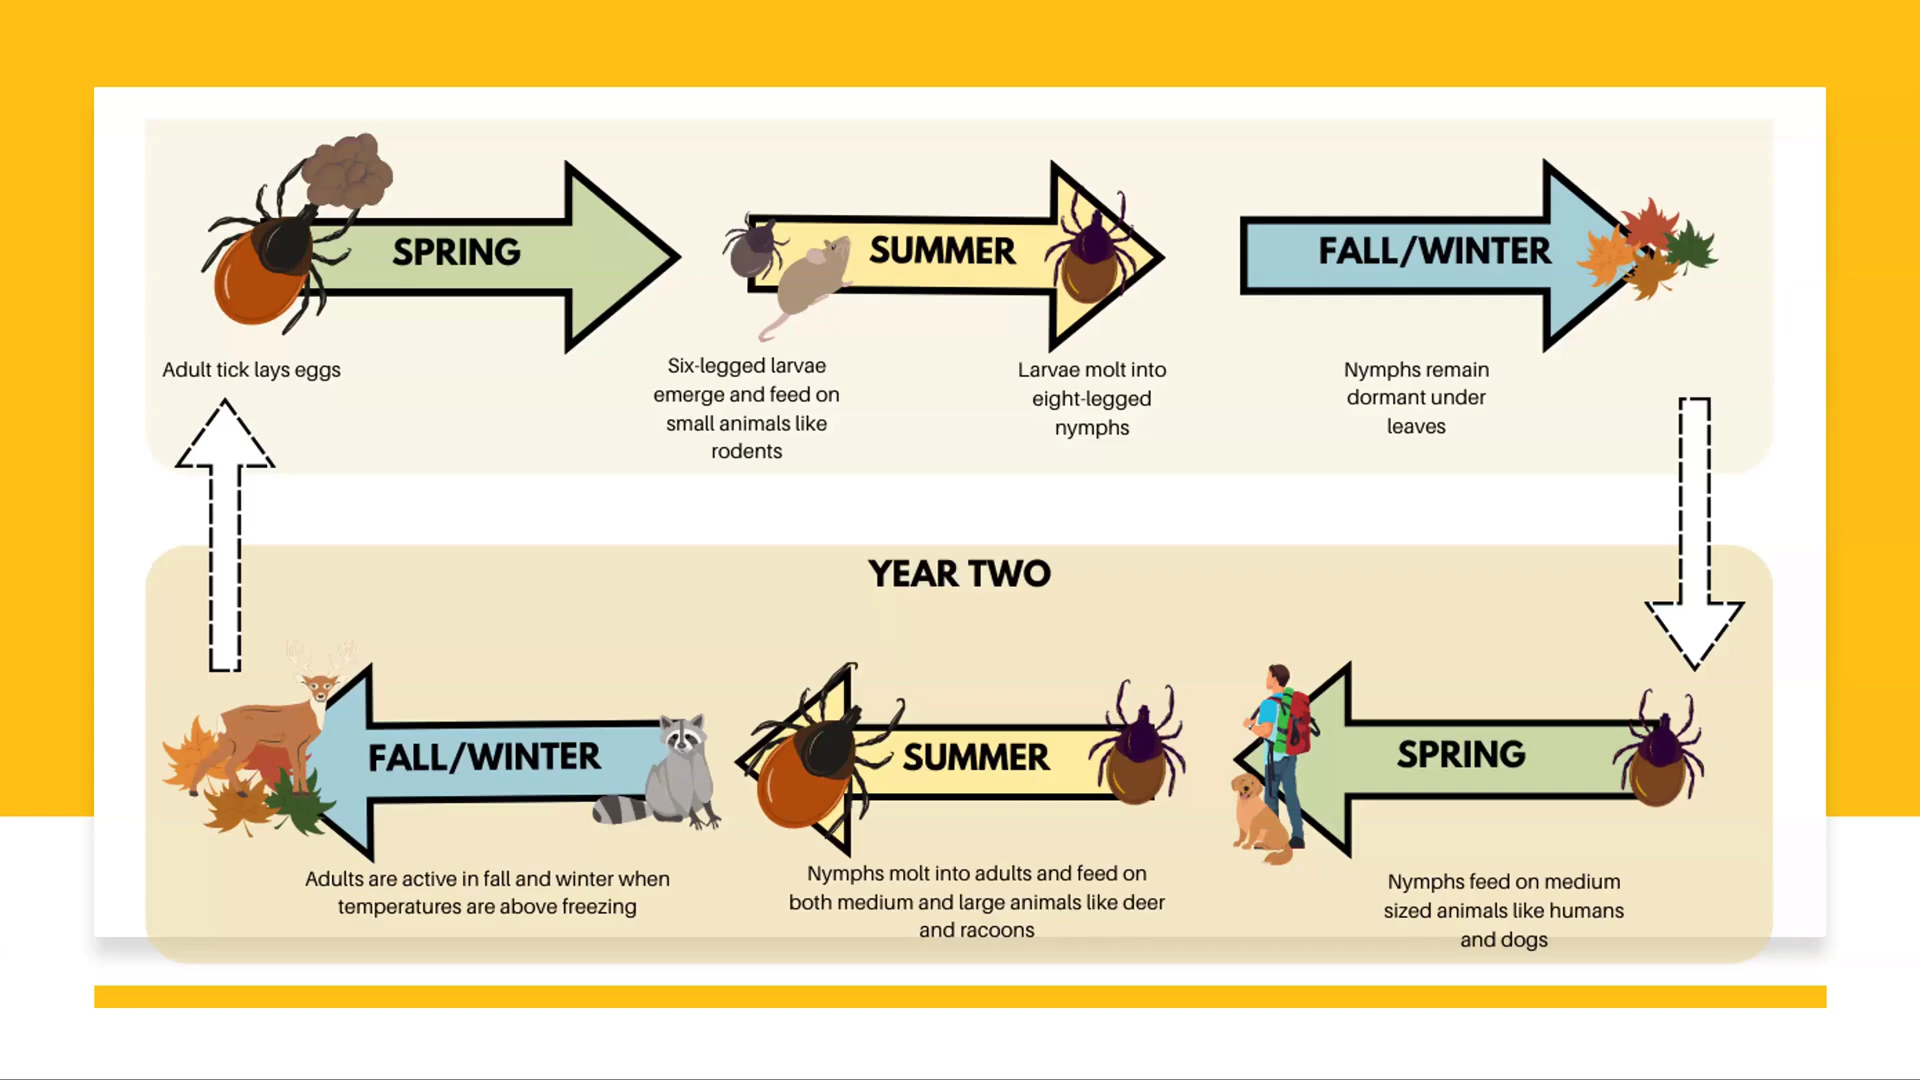 SPRING
SUMMER
FALL/WINTER
Adult tick lays eggs
Six-legged larvae
emerge and feed on
small animals like
rodents
Larvae molt into
eight-legged
nymphs
Nymphs remain
dormant under
leaves
YEAR TWO
FALL/WINTER
SUMMER
SPRING
Adults are active in fall and winter when
temperatures are above freezing
Nymphs molt into adults and feed on
both medium and large animals like deer
and racoons
Nymphs feed on medium
sized animals like humans
and dogs